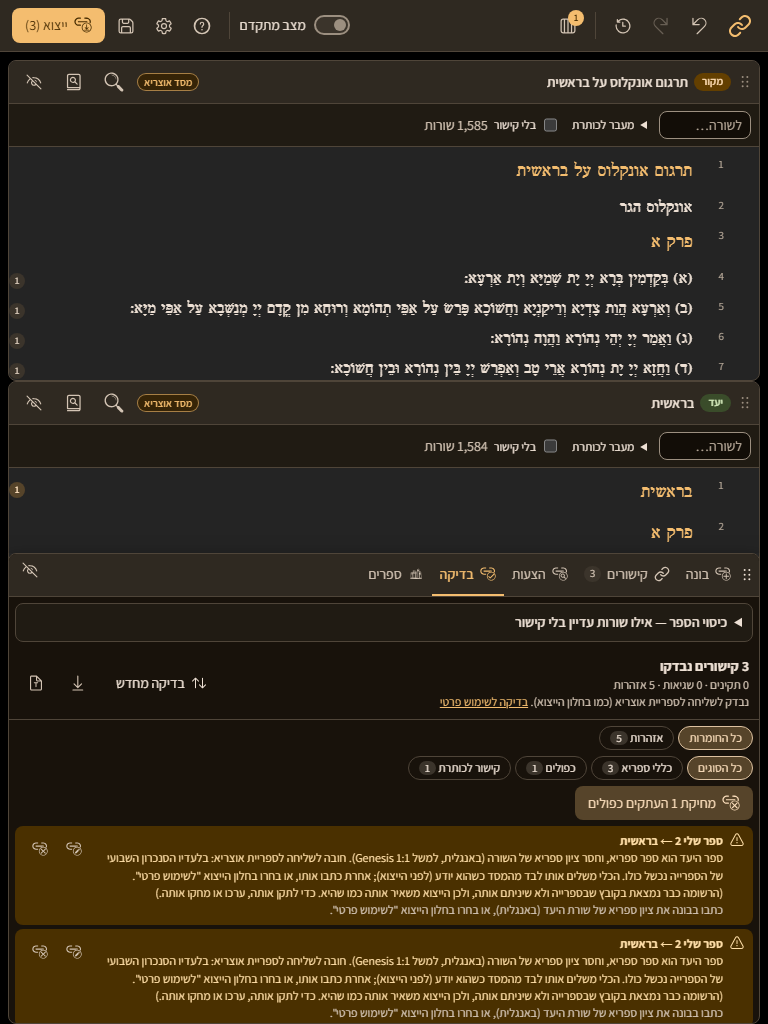 1
מצב מתקדם
ייצוא (3)
מקור תרגום אונקלוס על בראשית
מסד אוצריא
לשורה...
מעבר לכותרת
בלי קישור
1,585 שורות
1 תרגום אונקלוס על בראשית
2 אונקלוס הגר
3 פרק א
4 (א) בְּקַדְמִין בְּרָא יְיָ יָת שְׁמַיָּא וְיָת אַרְעָא: 1
5 (ב) וְאַרְעָא הֲוַת צָדְיָא וְרֵיקַנְיָא וַחֲשׁוֹכָא פָּרֵשׂ עַל אַפֵּי תְהוֹמָא וְרוּחָא מִן קֳדָם יְיָ מְנַשְּׁבָא עַל אַפֵּי מַיָּא: 1
6 (ג) וַאֲמַר יְיָ יְהֵי נְהוֹרָא וַהֲוָה נְהוֹרָא: 1
7 (ד) וַחֲזָא יְיָ יָת נְהוֹרָא אֲרֵי טָב וְאַפְרֵשׁ יְיָ בֵּין נְהוֹרָא וּבֵין חֲשׁוֹכָא: 1
יעד בראשית
מסד אוצריא
לשורה...
מעבר לכותרת
בלי קישור
1,584 שורות
1 בראשית 1
2 פרק א
בונה
קישורים 3
הצעות
בדיקה
ספרים
כיסוי הספר — אילו שורות עדיין בלי קישור
3 קישורים נבדקו
0 תקינים · 0 שגיאות · 5 אזהרות
נבדק לשליחה לספריית אוצריא (כמו בחלון הייצוא). בדיקה לשימוש פרטי
בדיקה מחדש
כל החומרות
אזהרות 5
כל הסוגים
כללי ספריא 3
כפולים 1
קישור לכותרת 1
מחיקת 1 העתקים כפולים
ספר שלי 2 ← בראשית
ספר היעד הוא ספר ספריא, וחסר ציון ספריא של השורה (באנגלית, למשל Genesis 1:1). חובה לשליחה לספריית אוצריא: בלעדיו הסנכרון השבועי
של הספרייה נכשל כולו. הכלי משלים אותו לבד מהמסד כשהוא יודע (לפני הייצוא); אחרת כתבו אותו, או בחרו בחלון הייצוא "לשימוש פרטי".
(הרשומה כבר נמצאת בקובץ שבספרייה ולא שיניתם אותה, ולכן הייצוא משאיר אותה כמו שהיא. כדי לתקן אותה, ערכו או מחקו אותה.)
כתבו בבונה את ציון ספריא של שורת היעד (באנגלית), או בחרו בחלון הייצוא "לשימוש פרטי".
ספר שלי 2 ← בראשית
ספר היעד הוא ספר ספריא, וחסר ציון ספריא של השורה (באנגלית, למשל Genesis 1:1). חובה לשליחה לספריית אוצריא: בלעדיו הסנכרון השבועי
של הספרייה נכשל כולו. הכלי משלים אותו לבד מהמסד כשהוא יודע (לפני הייצוא); אחרת כתבו אותו, או בחרו בחלון הייצוא "לשימוש פרטי".
(הרשומה כבר נמצאת בקובץ שבספרייה ולא שיניתם אותה, ולכן הייצוא משאיר אותה כמו שהיא. כדי לתקן אותה, ערכו או מחקו אותה.)
כתבו בבונה את ציון ספריא של שורת היעד (באנגלית), או בחרו בחלון הייצוא "לשימוש פרטי".